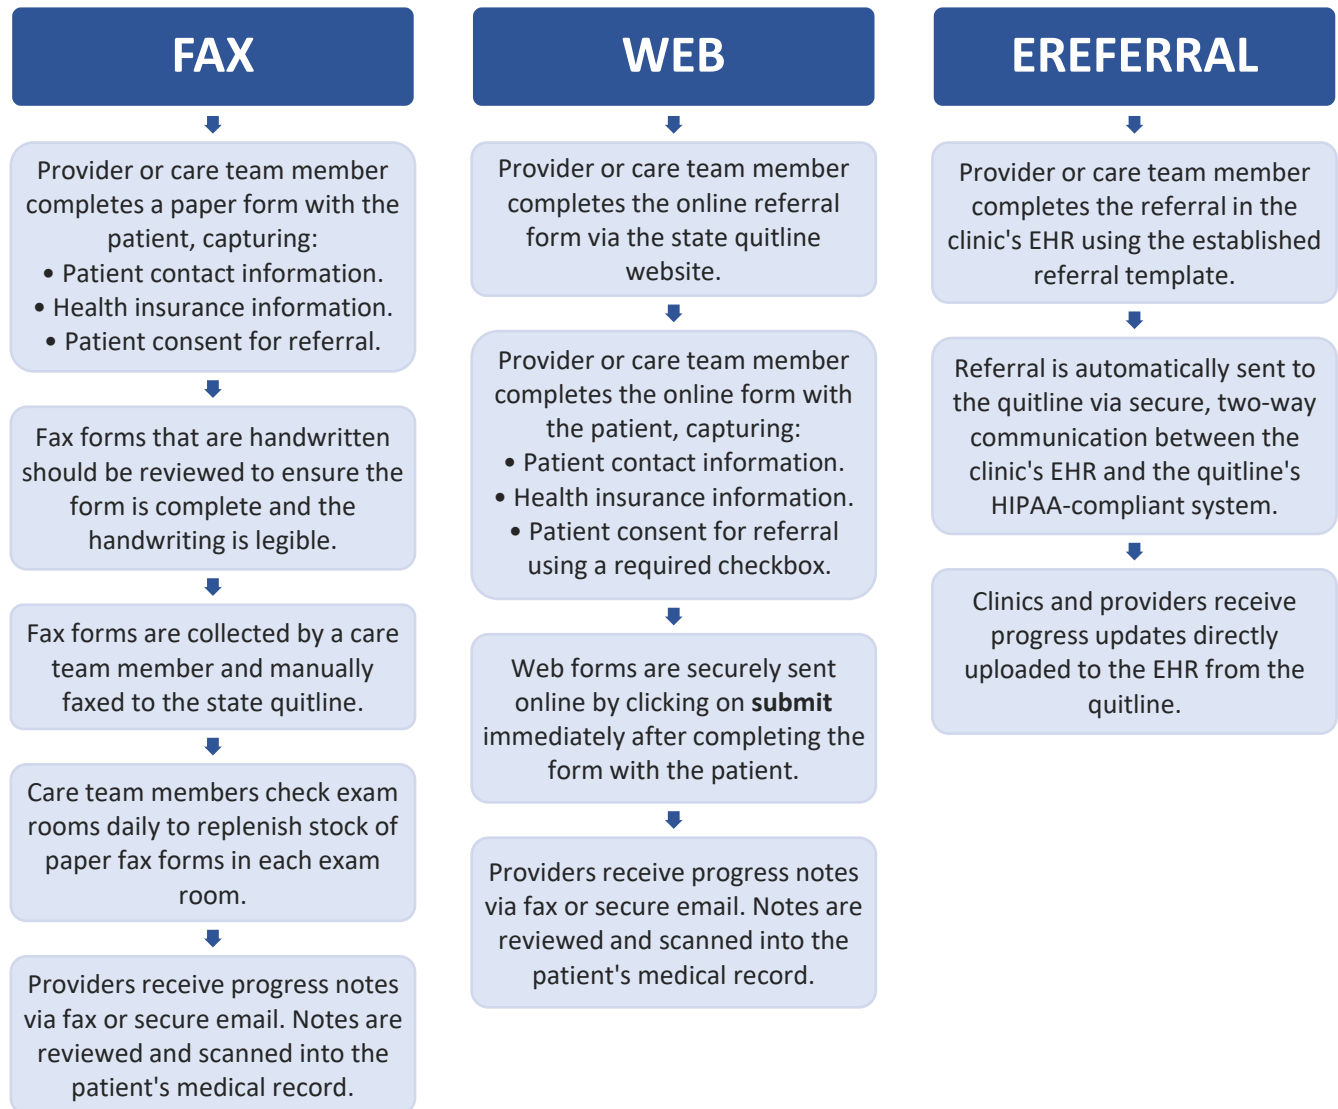 FAX
Provider or care team member
completes a paper form with the
patient, capturing:
• Patient contact information.
• Health insurance information.
• Patient consent for referral.
Fax forms that are handwritten
should be reviewed to ensure the
form is complete and the
handwriting is legible.
Fax forms are collected by a care
team member and manually
faxed to the state quitline.
Care team members check exam
rooms daily to replenish stock of
paper fax forms in each exam
room.
Providers receive progress notes
via fax or secure email. Notes are
reviewed and scanned into the
patient's medical record.
WEB
Provider or care team member
completes the online referral
form via the state quitline
website.
Provider or care team member
completes the online form with
the patient, capturing:
• Patient contact information.
• Health insurance information.
• Patient consent for referral
using a required checkbox.
Web forms are securely sent
online by clicking on submit
immediately after completing the
form with the patient.
Providers receive progress notes
via fax or secure email. Notes are
reviewed and scanned into the
patient's medical record.
EREFERRAL
Provider or care team member
completes the referral in the
clinic's EHR using the established
referral template.
Referral is automatically sent to
the quitline via secure, two-way
communication between the
clinic's EHR and the quitline's
HIPAA-compliant system.
Clinics and providers receive
progress updates directly
uploaded to the EHR from the
quitline.